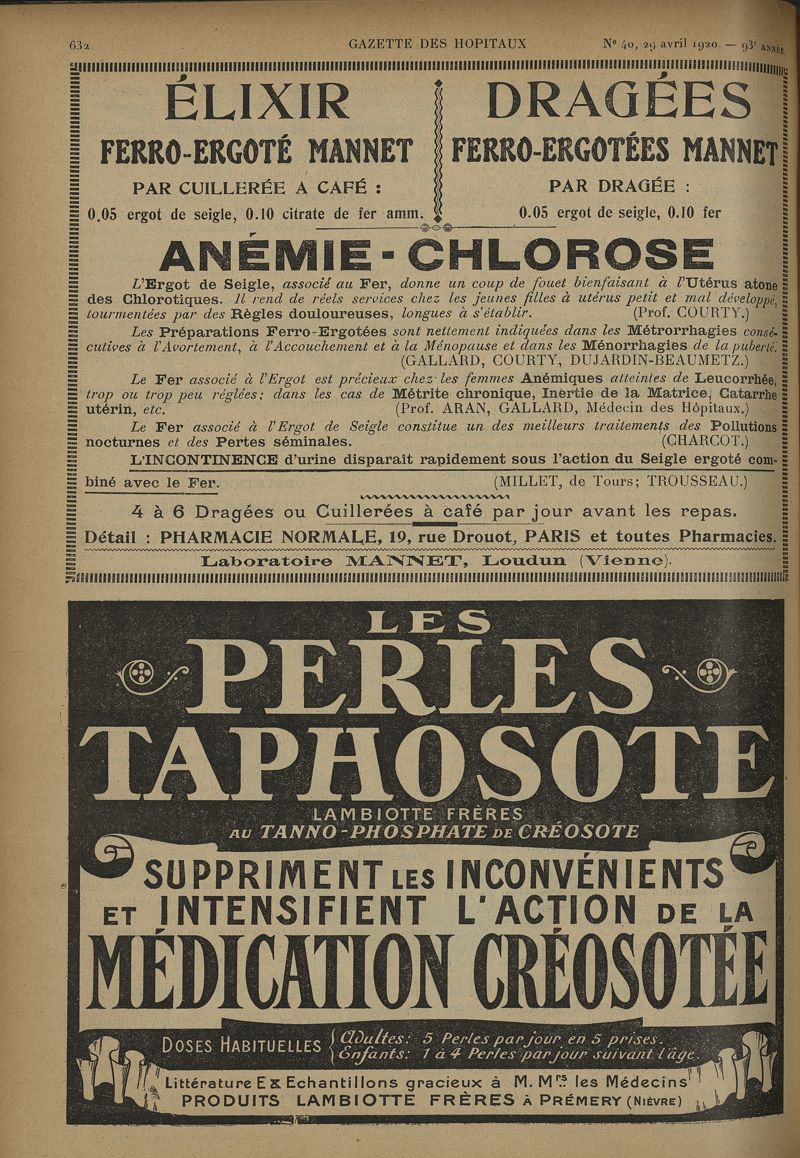 632
GAZETTE DES HOPITAUX
N° 40, 29 avril 1920. — 93e ANNÉE.
ÉLIXIR
FERRO-ERGOTÉ MANNET
PAR CUILLERÉE A CAFÉ :
0.05 ergot de seigle, 0.10 citrate de fer amm.
DRAGÉES
FERRO-ERGOTÉES MANNET
PAR DRAGÉE :
0.05 ergot de seigle, 0.10 fer
ANÉMIE - CHLOROSE
L'Ergot de Seigle, associé au Fer, donne un coup de fouet bienfaisant à l'Utérus atone
des Chlorotiques. Il rend de réels services chez les jeunes filles à utérus petit et mal développé,
tourmentées par des Règles douloureuses, longues à s'établir. (Prof. COURTY.)
Les Préparations Ferro-Ergotées sont nettement indiquées dans les Métrorrhagies consé-
cutives à l'Avortement, à l'Accouchement et à la Ménopause et dans les Ménorrhagies de la puberté.
(GALLARD, COURTY, DUJARDIN-BEAUMETZ.)
Le Fer associé à l'Ergot est précieux chez les femmes Anémiques atteintes de Leucorrhée,
trop ou trop peu réglées; dans les cas de Métrite chronique, Inertie de la Matrice, Catarrhe
utérin, etc. (Prof. ARAN, GALLARD, Médecin des Hôpitaux.)
Le Fer associé à l'Ergot de Seigle constitue un des meilleurs traitements des Pollutions
nocturnes et des Pertes séminales. (CHARCOT.)
L'INCONTINENCE d'urine disparaît rapidement sous l'action du Seigle ergoté com-
biné avec le Fer. (MILLET, de Tours; TROUSSEAU.)
4 à 6 Dragées ou Cuillerées à café par jour avant les repas.
Détail : PHARMACIE NORMALE, 19, rue Drouot, PARIS et toutes Pharmacies.
Laboratoire MANNET, Loudun (Vienne).
LES
PERLES
TAPHOSOTE
LAMBIOTTE FRÈRES
AU TANNO-PHOSPHATE DE CRÉOSOTE
SUPPRIMENT LES INCONVÉNIENTS
ET INTENSIFIENT L'ACTION DE LA
MÉDICATION CRÉOSOTÉE
DOSES HABITUELLES
Adultes: 5 Perles par jour en 5 prises.
Enfants: 1 à 4 Perles par jour suivant l'âge.
Littérature Et Echantillons gracieux à M. Mrs les Médecins
PRODUITS LAMBIOTTE FRÈRES À PRÉMERY (NIÈVRE)